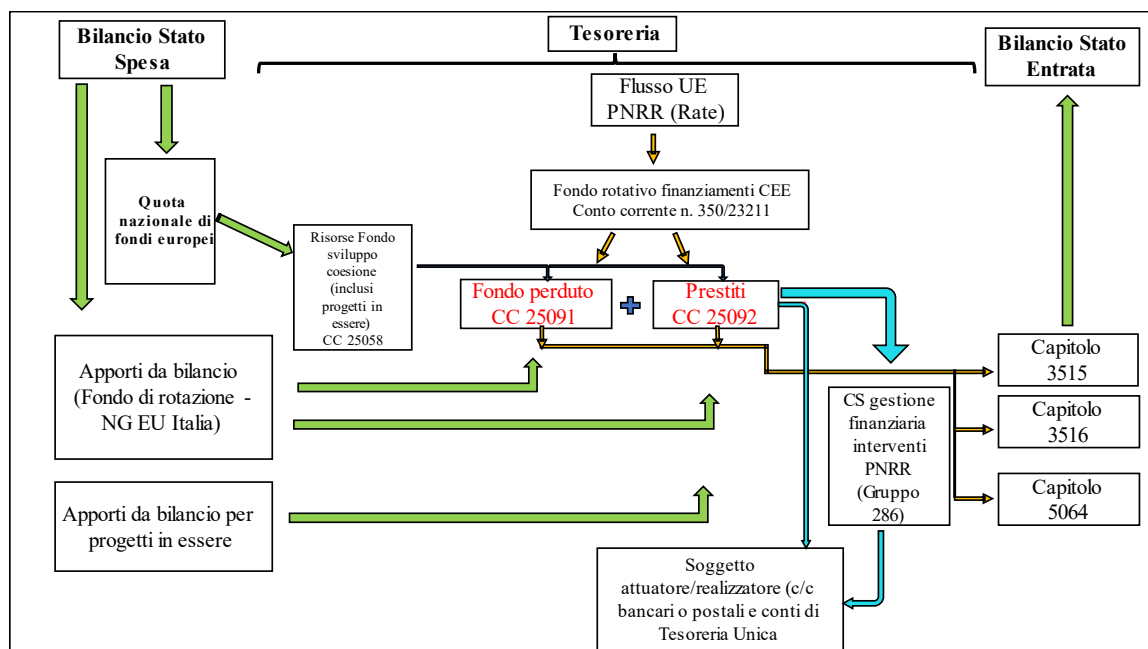 Bilancio Stato
Spesa
Tesoreria
Bilancio Stato
Entrata
Flusso UE
PNRR (Rate)
Fondo rotativo finanziamenti CEE
Conto corrente n. 350/23211
Quota
nazionale di
fondi europei
Risorse Fondo
sviluppo
coesione
(inclusi
progetti in
essere)
CC 25058
Fondo perduto
CC 25091
Prestiti
CC 25092
Apporti da bilancio
(Fondo di rotazione -
NG EU Italia)
Capitolo
3515
CS gestione
finanziaria
interventi
PNRR
(Gruppo
286)
Capitolo
3516
Capitolo
5064
Apporti da bilancio per
progetti in essere
Soggetto
attuatore/realizzatore (c/c
bancari o postali e conti di
Tesoreria Unica